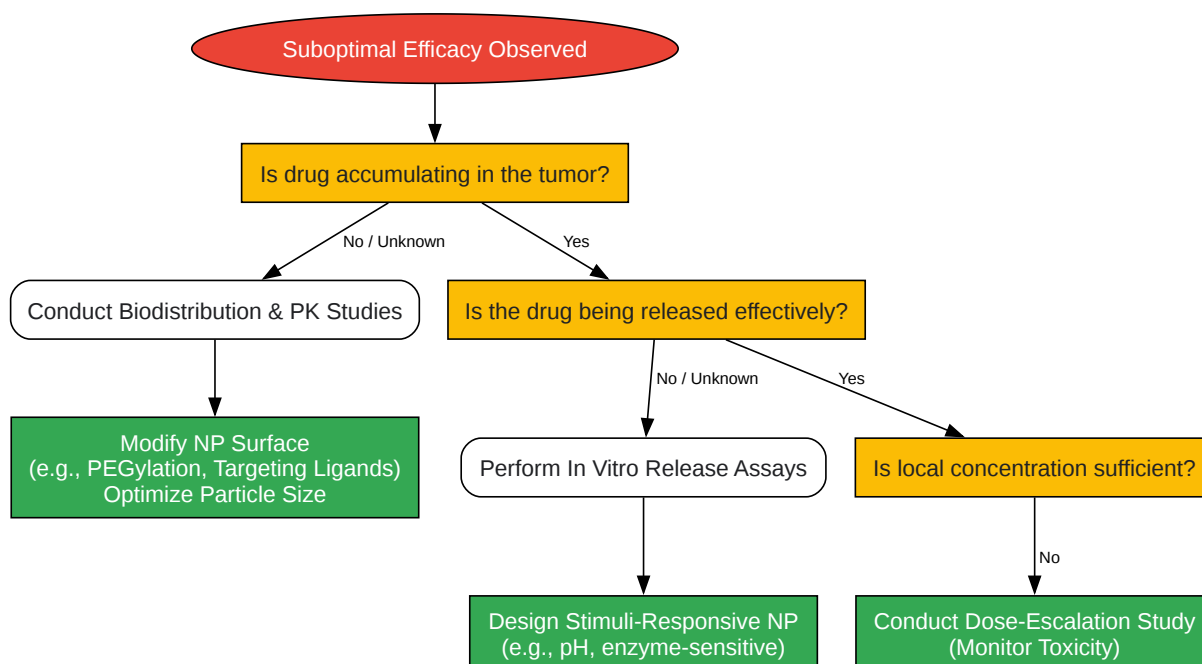 Suboptimal Efficacy Observed
Is drug accumulating in the tumor?
No / Unknown
Yes
Conduct Biodistribution & PK Studies
Is the drug being released effectively?
No / Unknown
Yes
Modify NP Surface
(e.g., PEGylation, Targeting Ligands)
Optimize Particle Size
Perform In Vitro Release Assays
Is local concentration sufficient?
No
Design Stimuli-Responsive NP
(e.g., pH, enzyme-sensitive)
Conduct Dose-Escalation Study
(Monitor Toxicity)